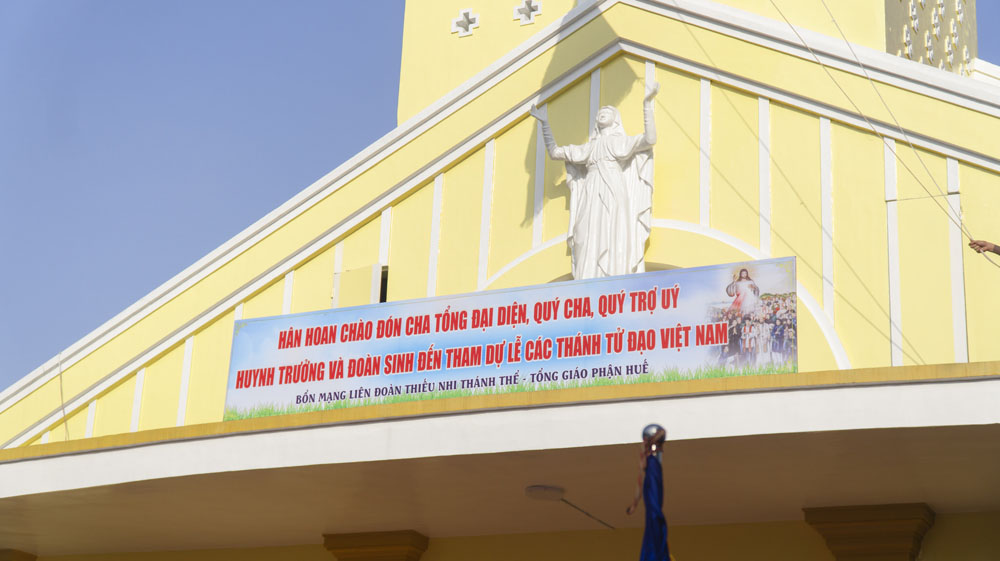 HÂN HOAN CHÀO ĐÓN CHA TỔNG ĐẠI DIỆN, QUÝ CHA, QUÝ TRỢ UÝ
HUYNH TRƯỞNG VÀ ĐOÀN SINH ĐẾN THAM DỰ LỄ CÁC THÁNH TỬ ĐẠO VIỆT NAM
BỔN MẠNG LIÊN ĐOÀN THIẾU NHI THÁNH THỂ - TỔNG GIÁO PHẬN HUẾ